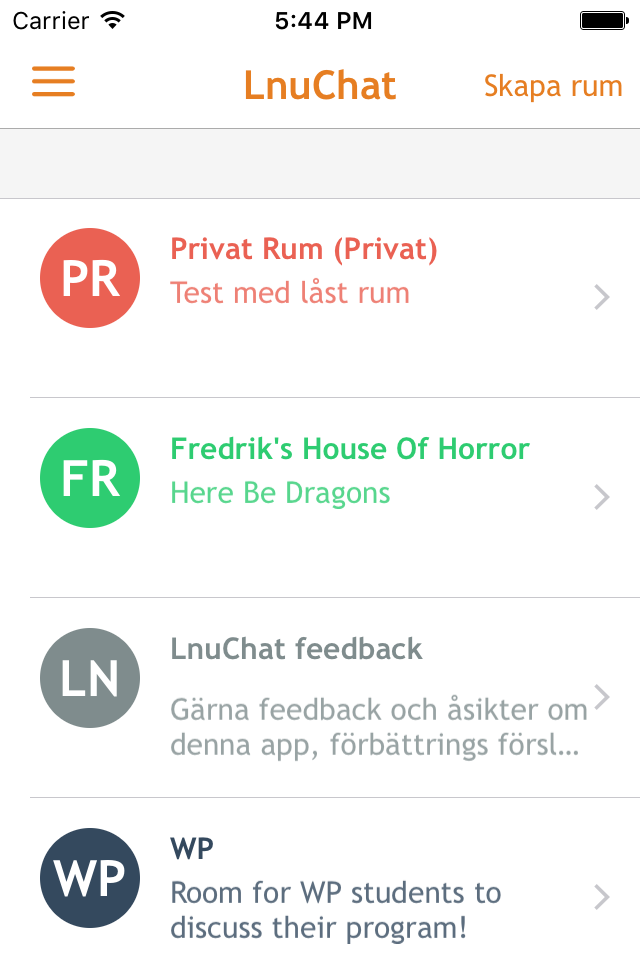 Carrier 5:44 PM
LnuChat Skapa rum
PR Privat Rum (Privat)
Test med låst rum
FR Fredrik's House Of Horror
Here Be Dragons
LN LnuChat feedback
Gärna feedback och åsikter om
denna app, förbättrings försl...
WP WP
Room for WP students to
discuss their program!